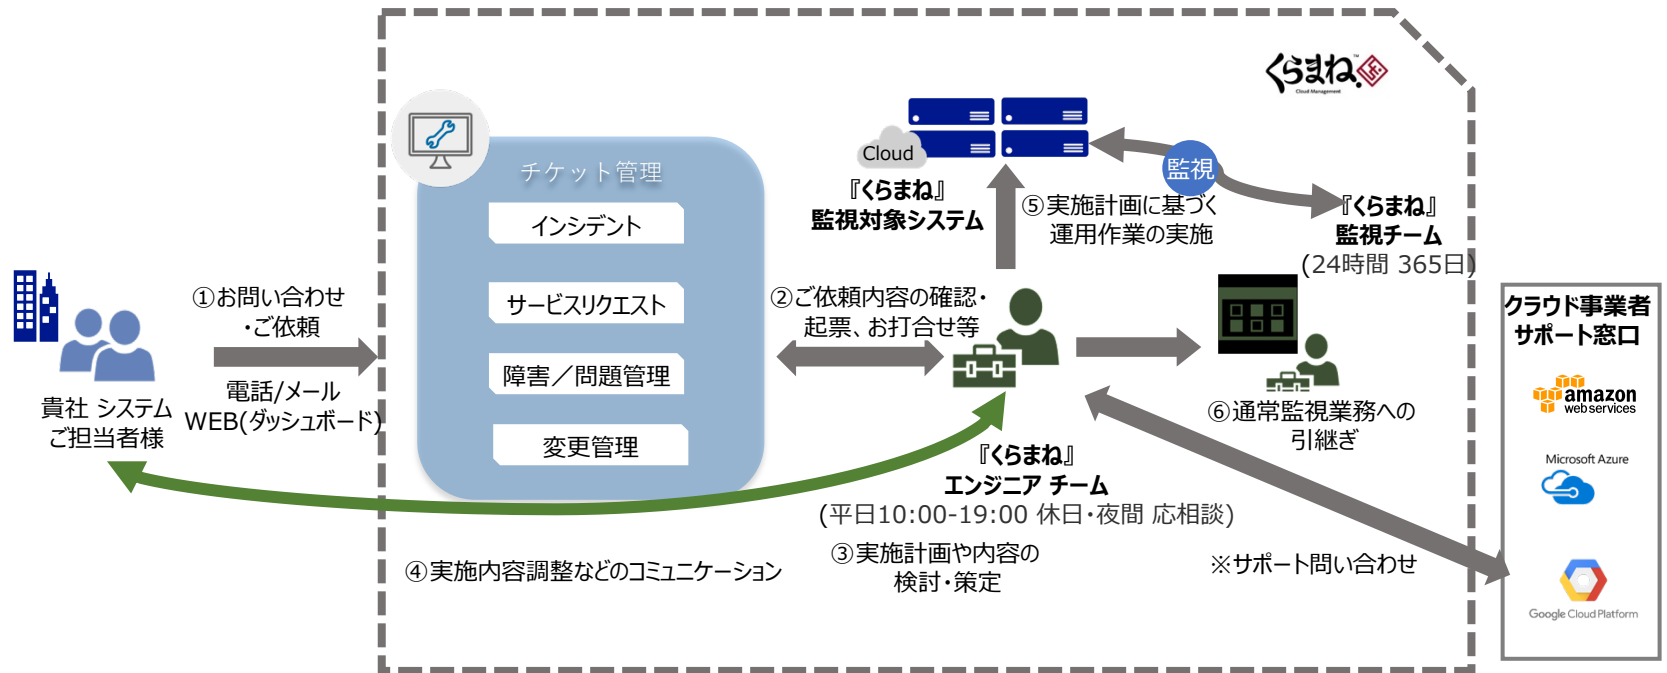 くらまね
Cloud Management
チケット管理
インシデント
サービスリクエスト
障害／問題管理
変更管理
Cloud
『くらまね』
監視対象システム
監視
⑤実施計画に基づく
運用作業の実施
『くらまね』
監視チーム
(24時間 365日)
①お問い合わせ
・ご依頼
電話/メール
WEB(ダッシュボード)
貴社 システム
ご担当者様
②ご依頼内容の確認・
起票、お打合せ等
『くらまね』
エンジニア チーム
(平日10:00-19:00 休日・夜間 応相談)
③実施計画や内容の
検討・策定
④実施内容調整などのコミュニケーション
⑥通常監視業務への
引継ぎ
※サポート問い合わせ
クラウド事業者
サポート窓口
amazon
webservices
Microsoft Azure
Google Cloud Platform